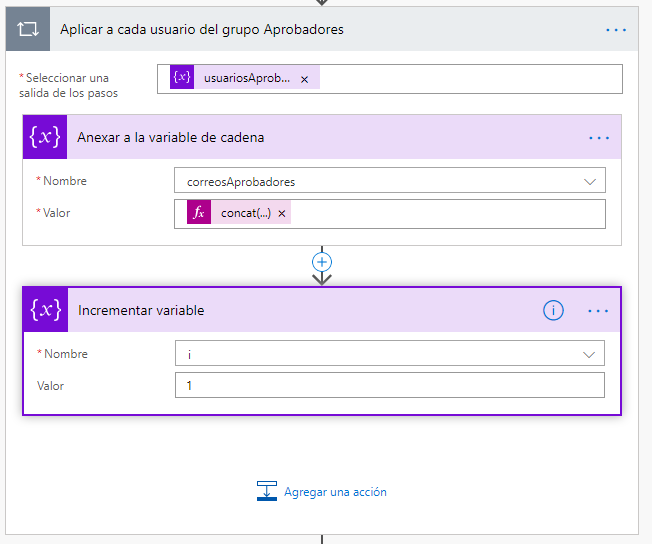 Aplicar a cada usuario del grupo Aprobadores
*Seleccionar una
salida de los pasos
{x} usuariosAprob... ×
{x} Anexar a la variable de cadena
*Nombre
correosAprobadores
*Valor
fx concat(...) ×
{x} Incrementar variable
*Nombre
i
Valor
1
Agregar una acción